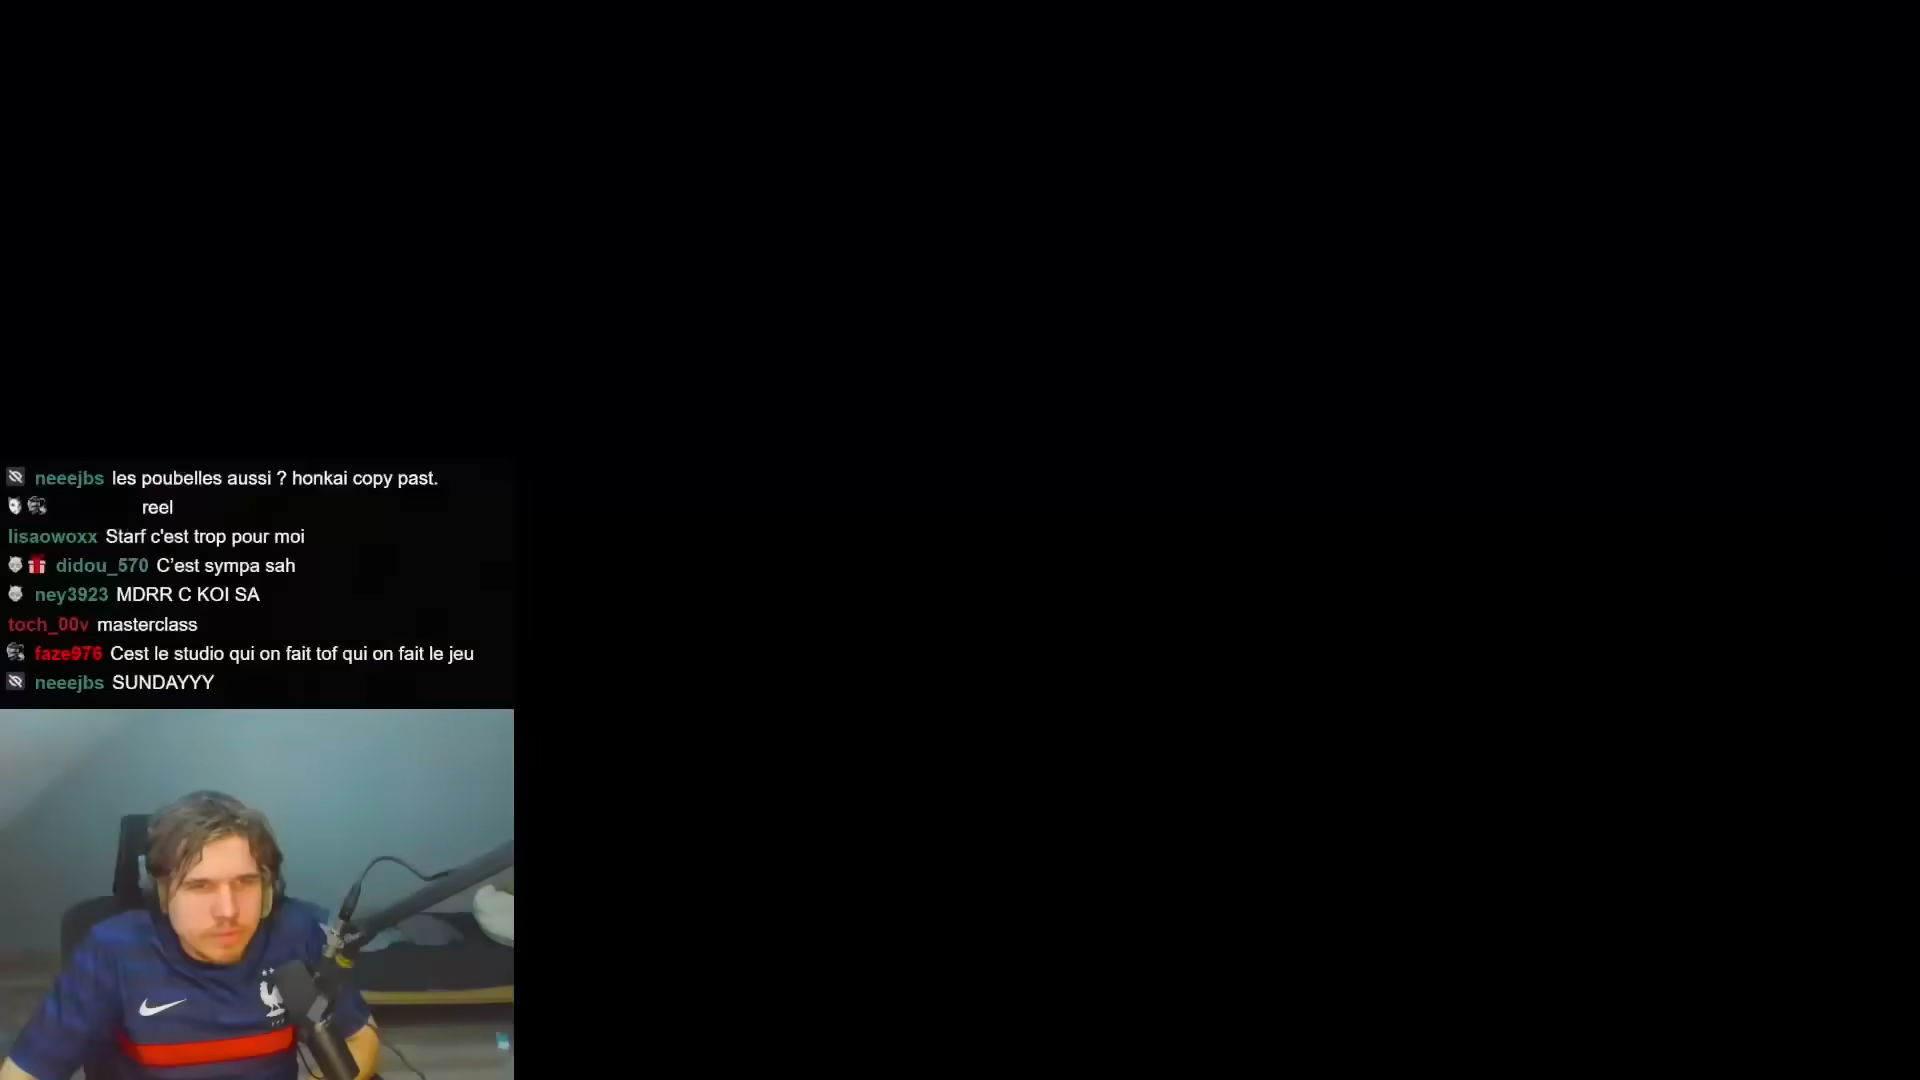 neeejbs les poubelles aussi ? honkai copy past.
reel
lisaowoxx Starf c'est trop pour moi
didou_570 C’est sympa sah
ney3923 MDRR C KOI SA
toch_00v masterclass
faze976 Cest le studio qui on fait tof qui on fait le jeu
neeejbs SUNDAYYY